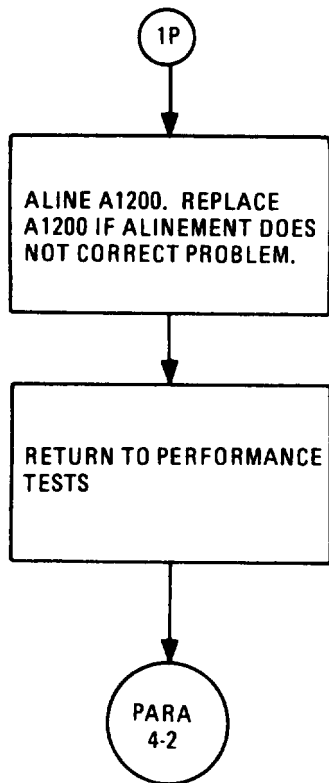 1P
ALINE A1200. REPLACE
A1200 IF ALINEMENT DOES
NOT CORRECT PROBLEM.
RETURN TO PERFORMANCE
TESTS
PARA
4-2